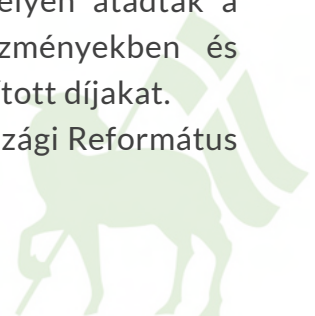 elyen átadták a
zményekben és
tott díjakat.
zági Református